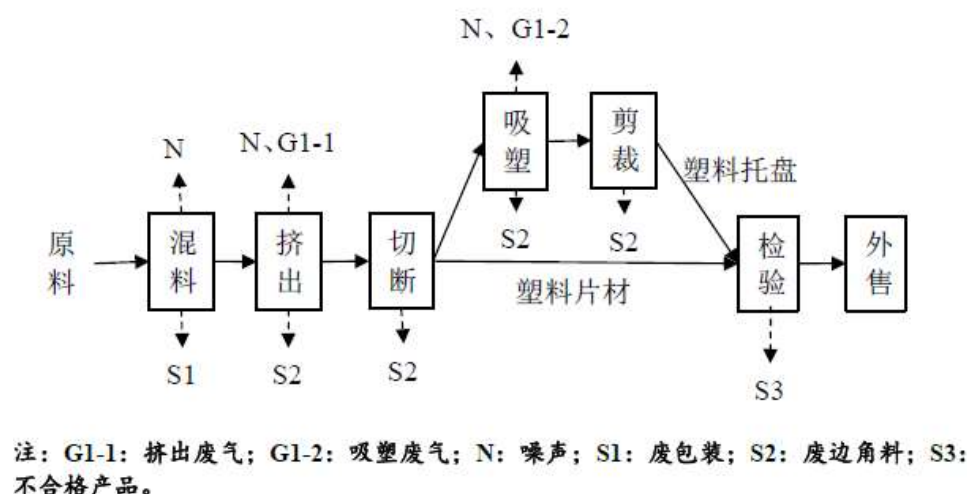 N、G1-2
吸塑
剪裁
N
N、G1-1
塑料托盘
S2
S2
原料
混料
挤出
切断
检验
外售
塑料片材
S1
S2
S2
S3
注：G1-1：挤出废气；G1-2：吸塑废气；N：噪声；S1：废包装；S2：废边角料；S3：
不合格产品。